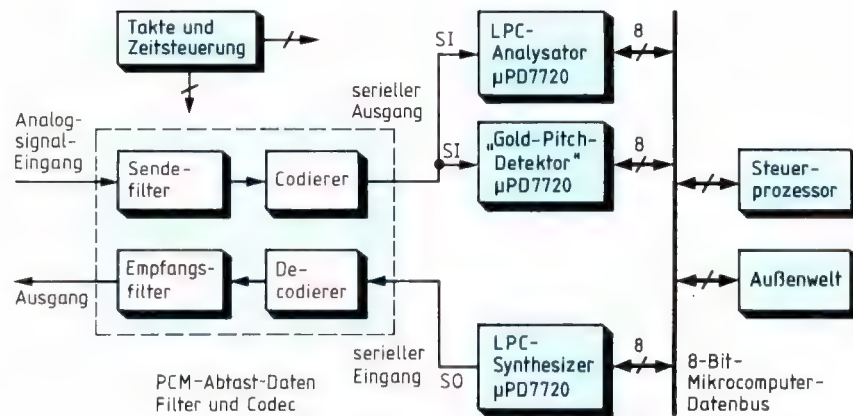 Takte und
Zeitsteuerung
SI
LPC-
Analysator
µPD7720
8
serieller
Ausgang
Analog-
signal-
Eingang
Sende-
filter
Codierer
SI
„Gold-Pitch-
Detektor“
µPD7720
8
Steuer-
prozessor
Empfangs-
filter
De-
codierer
Ausgang
Außenwelt
serieller
Eingang
SO
LPC-
Synthesizer
µPD7720
8
8-Bit-
Mikrocomputer-
Datenbus
PCM-Abtast-Daten
Filter und Codec